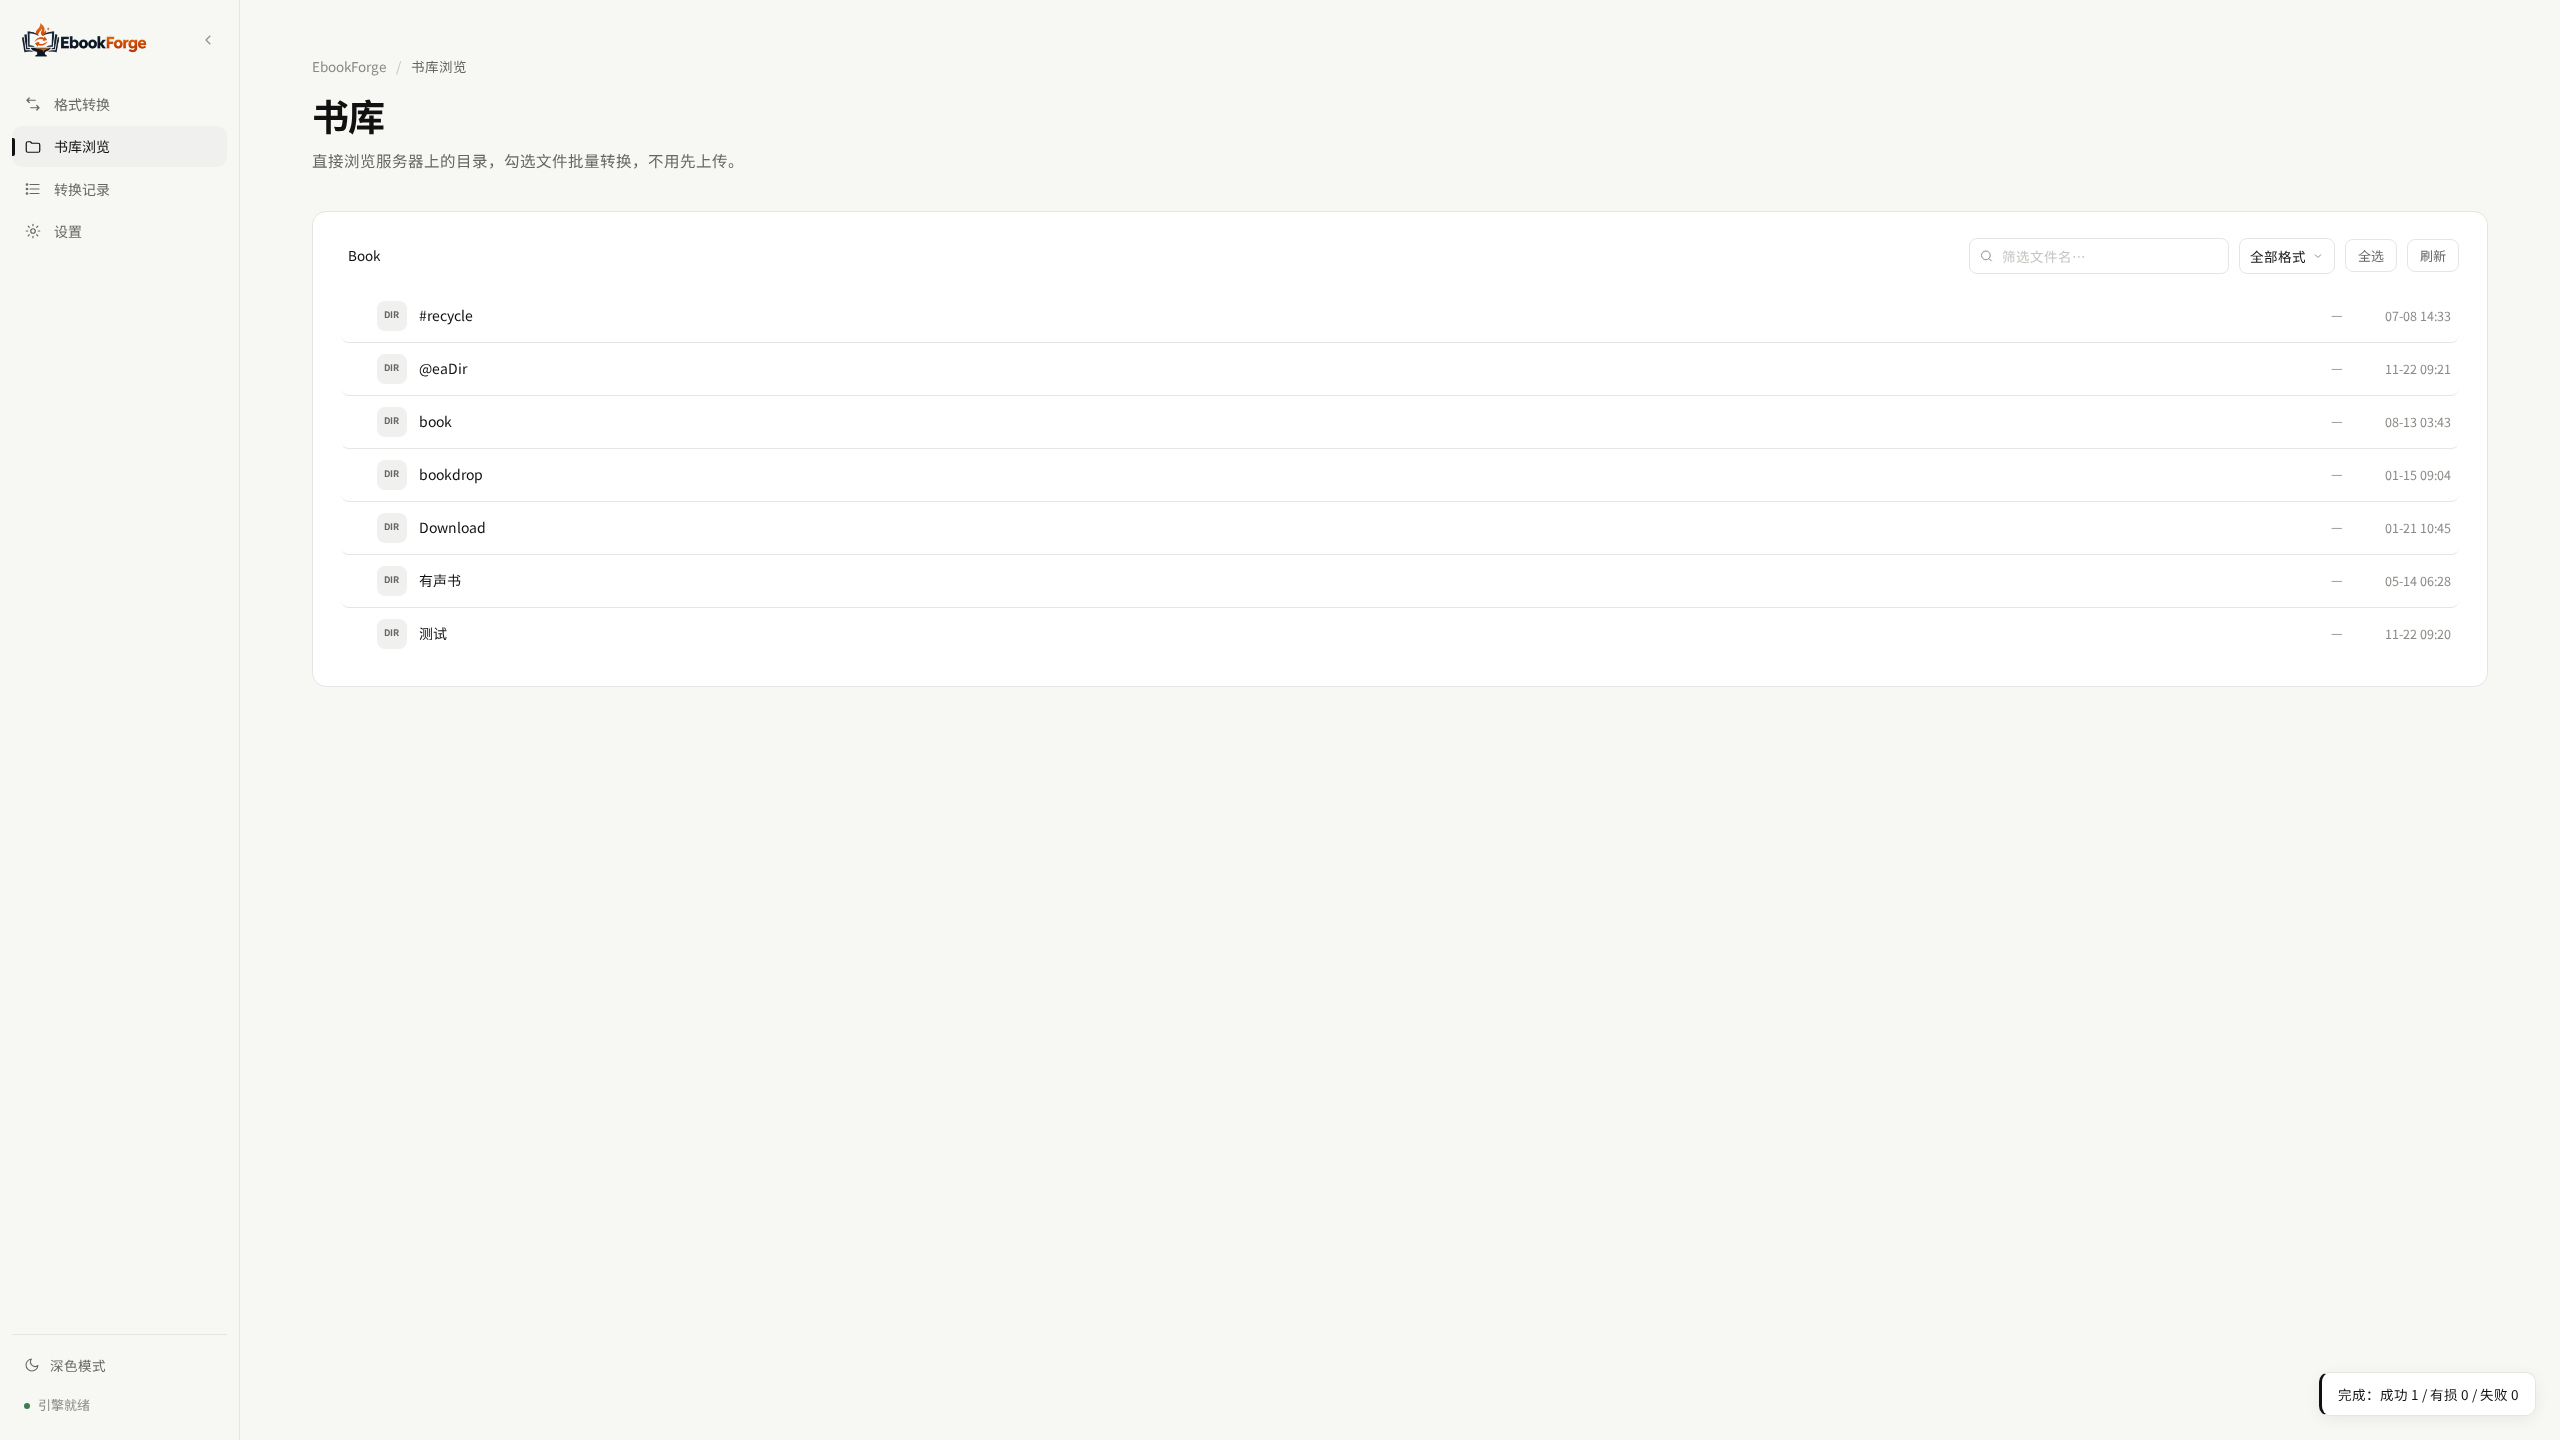 EbookForge
格式转换
书库浏览
转换记录
设置
EbookForge / 书库浏览
书库
直接浏览服务器上的目录，勾选文件批量转换，不用先上传。
Book 筛选文件名… 全部格式 全选 刷新
DIR #recycle — 07-08 14:33
DIR @eaDir — 11-22 09:21
DIR book — 08-13 03:43
DIR bookdrop — 01-15 09:04
DIR Download — 01-21 10:45
DIR 有声书 — 05-14 06:28
DIR 测试 — 11-22 09:20
深色模式
引擎就绪
完成：成功 1 / 有损 0 / 失败 0